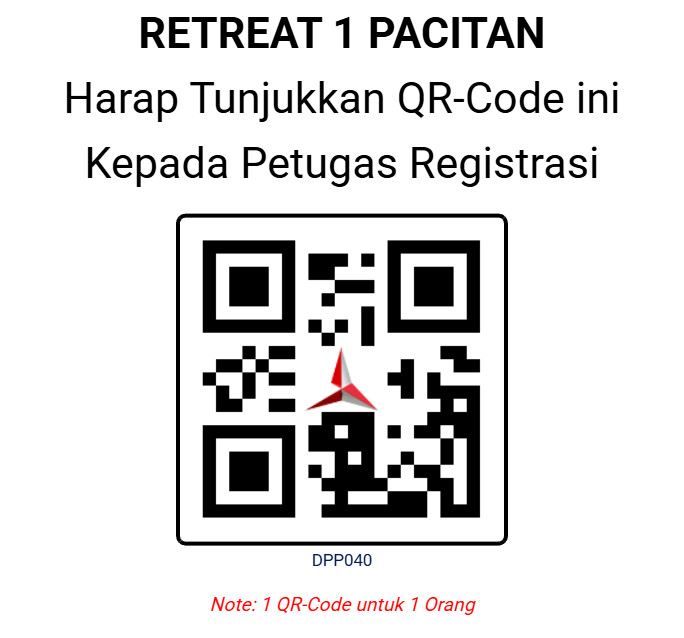 RETREAT 1 PACITAN
Harap Tunjukkan QR-Code ini
Kepada Petugas Registrasi
DPP040
Note: 1 QR-Code untuk 1 Orang